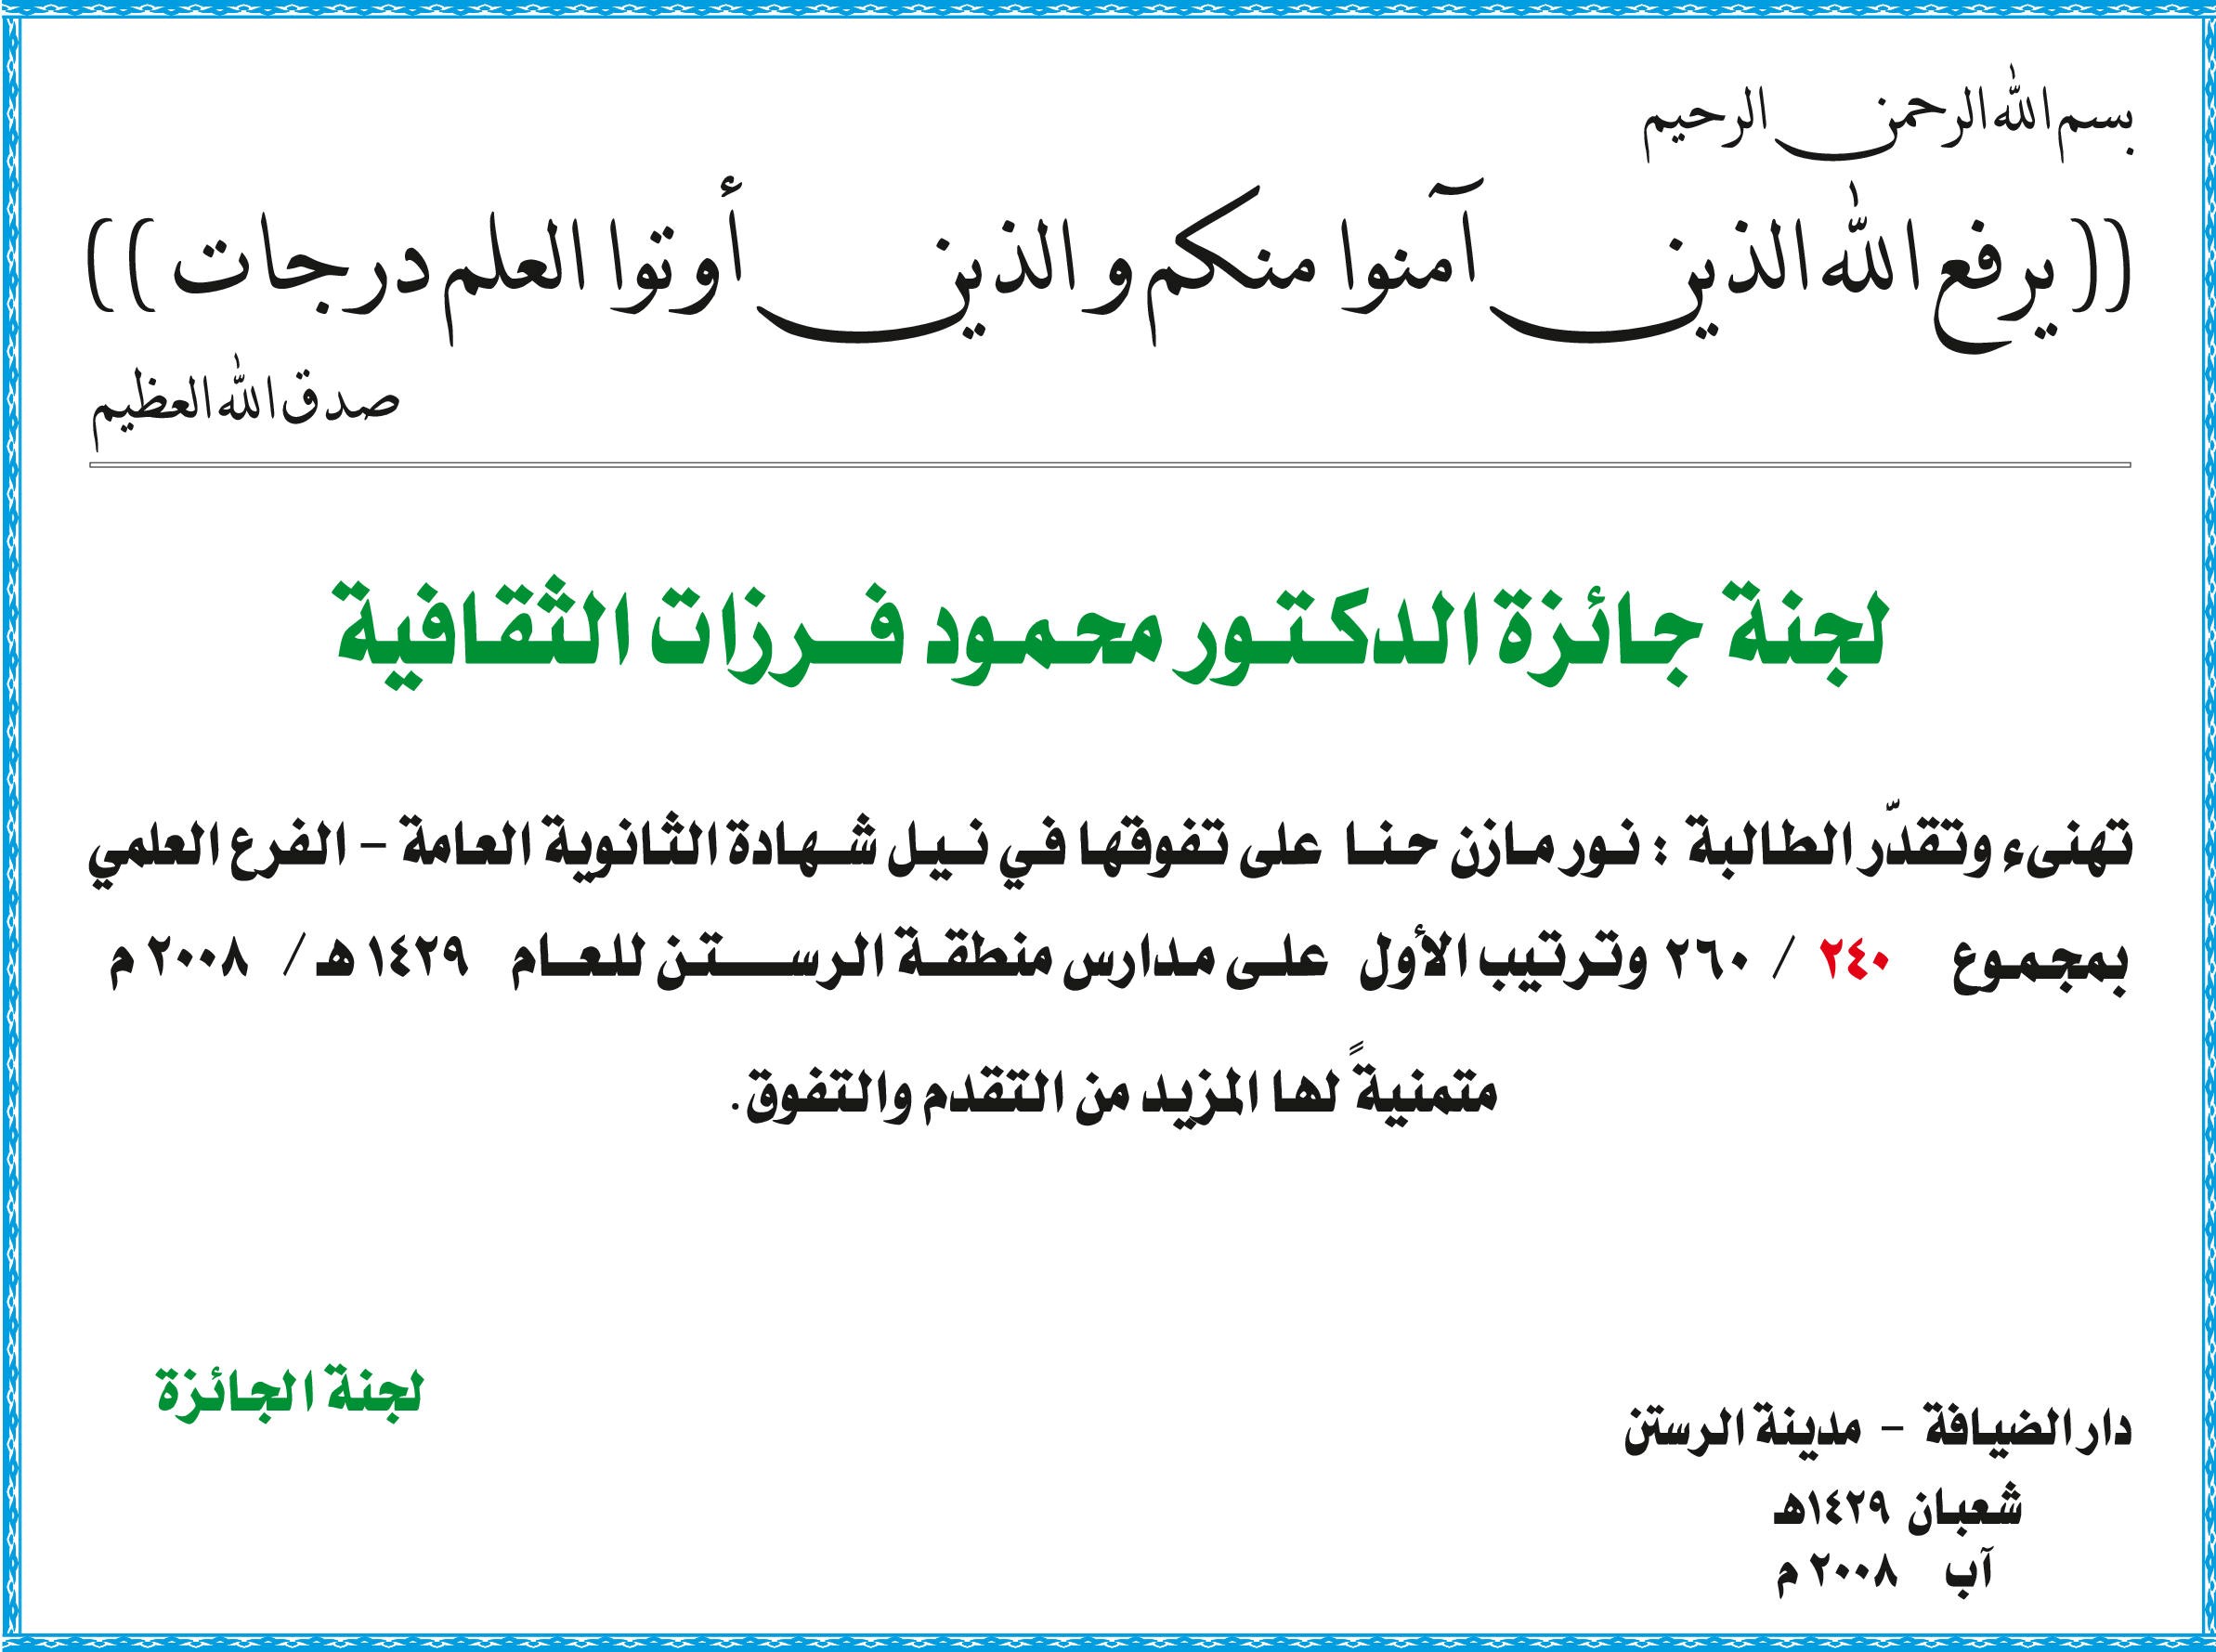 بسم الله الرحمن الرحيم
((يرفع الله الذين آمنوا منكم و الذين أوتوا العلم درجات))
صدق الله العظيم
لجنة جائزة الدكتور محمود فرزات الثقافية
تهنىء وتقدّر الطالبة : نور مازن حنا على تفوقها في نيل شهادة الثانوية العامة - الفرع العلمي
بمجموع ٢٤٠ / ٢٦٠ وترتيب الأول على مدارس منطقة الرستن للعام ١٤٢٩ هـ / ٢٠٠٨ م
متمنيةً لها المزيد من التقدم والتفوق.
لجنة الجائزة
دار الضيافة - مدينة الرستن
شعبان ١٤٢٩هـ
آب ٢٠٠٨ م